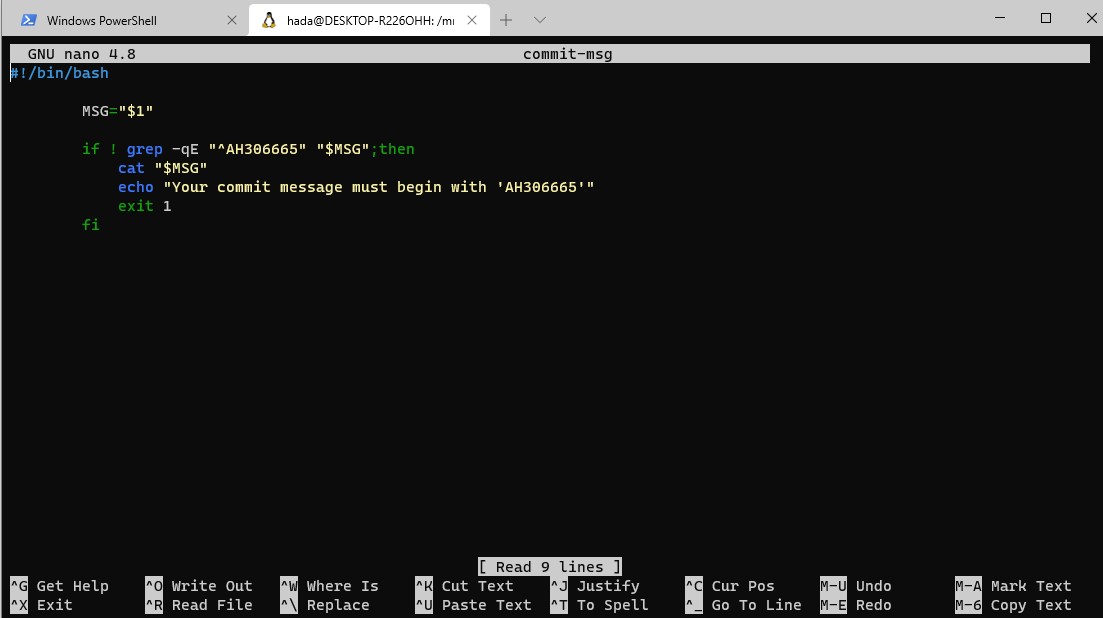 Windows PowerShell
hada@DESKTOP-R226OHH: /m
GNU nano 4.8 commit-msg
#!/bin/bash
MSG="$1"
if ! grep -qE "^AH306665" "$MSG";then
cat "$MSG"
echo "Your commit message must begin with 'AH306665'"
exit 1
fi
[ Read 9 lines ]
^G Get Help ^O Write Out ^W Where Is ^K Cut Text ^J Justify ^C Cur Pos M-U Undo M-A Mark Text
^X Exit ^R Read File ^\ Replace ^U Paste Text ^T To Spell ^_ Go To Line M-E Redo M-6 Copy Text